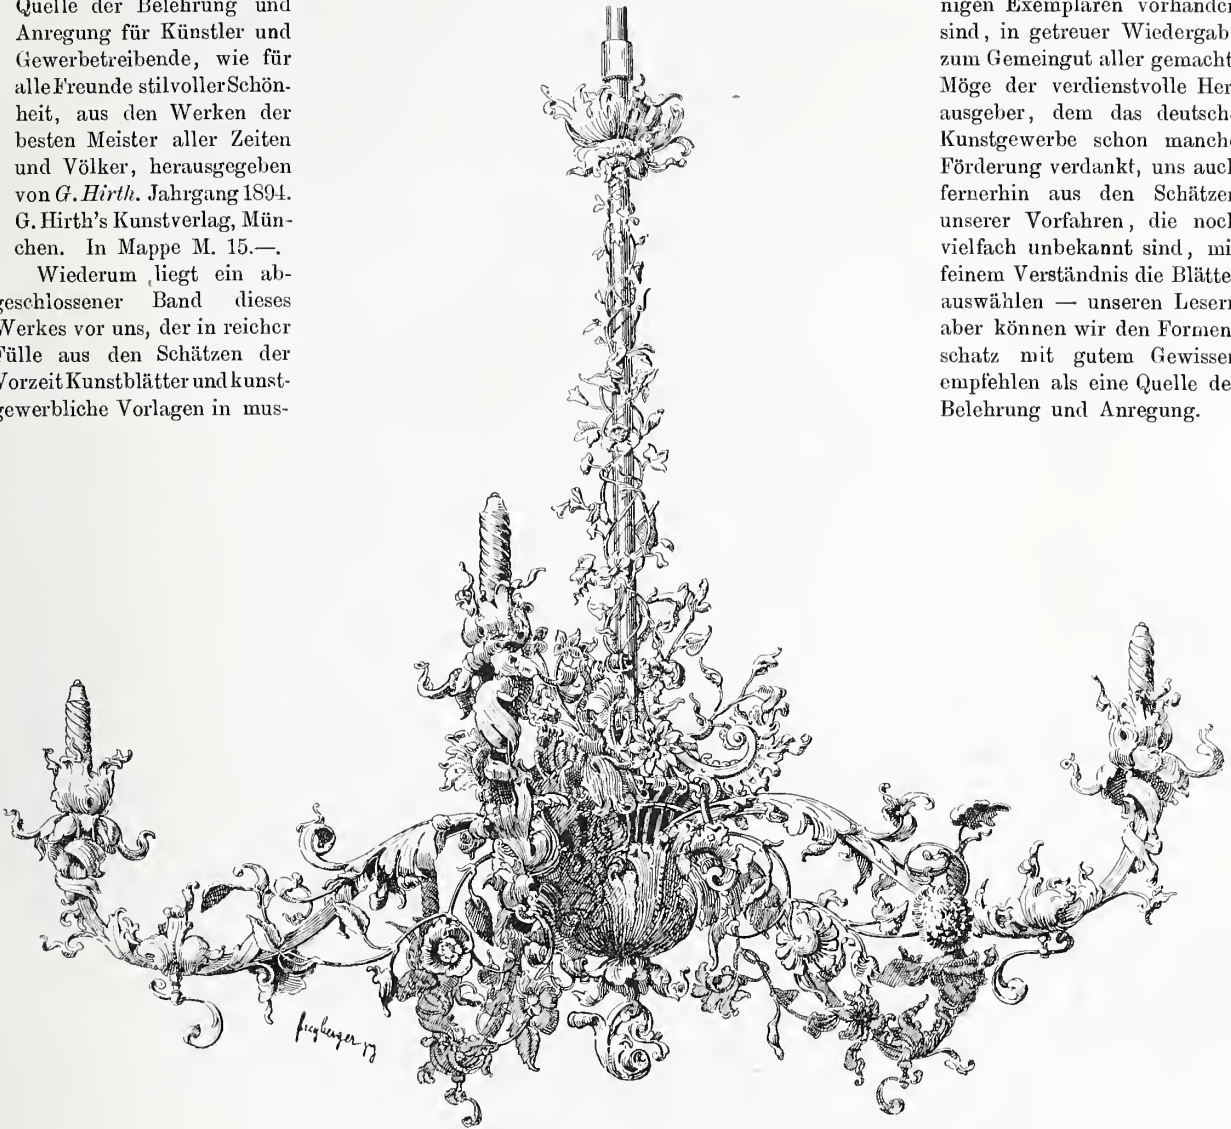 Quelle der Belehrung und
Anregung für Künstler und
Gewerbetreibende, wie für
alle Freunde stilvoller Schön-
heit, aus den Werken der
besten Meister aller Zeiten
und Völker, herausgegeben
von G. Hirth. Jahrgang 1894.
G. Hirth's Kunstverlag, Mün-
chen. In Mappe M. 15.—.
Wiederum liegt ein ab-
geschlossener Band dieses
Werkes vor uns, der in reicher
Fülle aus den Schätzen der
Vorzeit Kunstblätter und kunst-
gewerbliche Vorlagen in mus-
nigen Exemplaren vorhanden
sind, in getreuer Wiedergab
zum Gemeingut aller gemacht
Möge der verdienstvolle Her
ausgeber, dem das deutsch
Kunstgewerbe schon manche
Förderung verdankt, uns auch
fernerhin aus den Schätzen
unserer Vorfahren, die noch
vielfach unbekannt sind, mi
feinem Verständnis die Blätte
auswählen — unseren Lesern
aber können wir den Formen
schatz mit gutem Gewissen
empfehlen als eine Quelle de
Belehrung und Anregung.